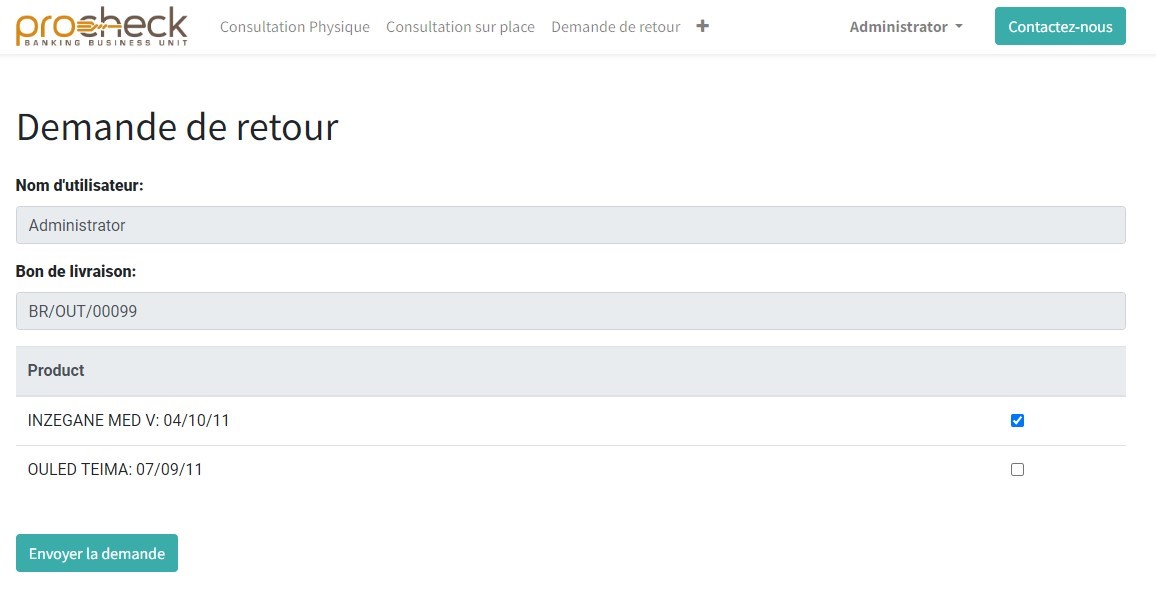 procheck
BANKING BUSINESS UNIT
Consultation Physique Consultation sur place Demande de retour
Administrator
Contactez-nous
Demande de retour
Nom d'utilisateur:
Administrator
Bon de livraison:
BR/OUT/00099
Product
INZEGANE MED V: 04/10/11
OULED TEIMA: 07/09/11
Envoyer la demande